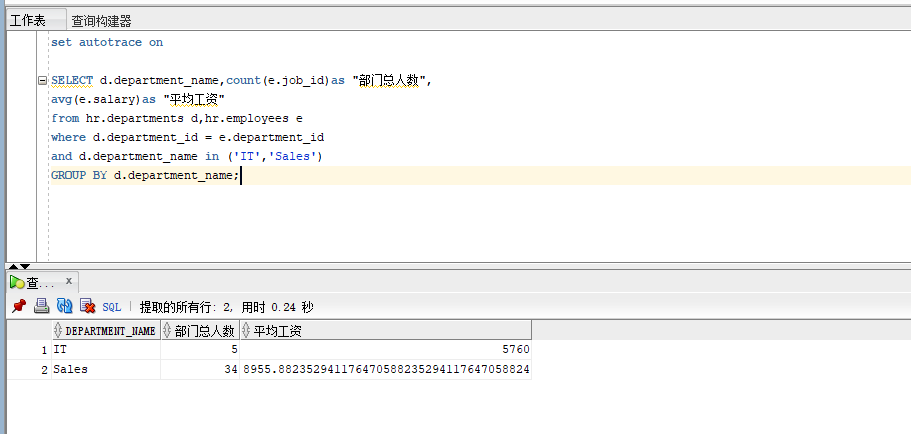 工作表 查询构建器
set autotrace on
SELECT d.department_name,count(e.job_id)as "部门总人数",
avg(e.salary)as "平均工资"
from hr.departments d,hr.employees e
where d.department_id = e.department_id
and d.department_name in ('IT','Sales')
GROUP BY d.department_name;
查... x
SQL | 提取的所有行: 2, 用时 0.24 秒
DEPARTMENT_NAME 部门总人数 平均工资
1 IT 5 5760
2 Sales 34 8955.882352941176470588235294117647058824